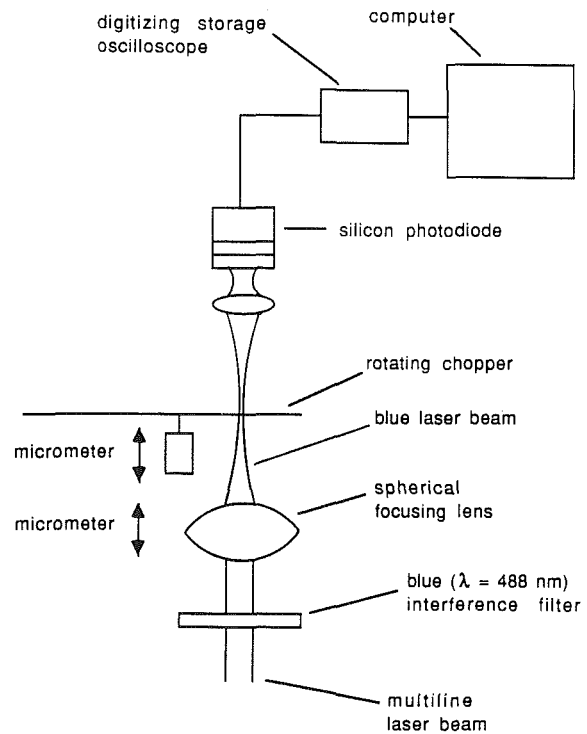 digitizing storage
oscilloscope
computer
silicon photodiode
rotating chopper
blue laser beam
micrometer
micrometer
spherical
focusing lens
blue (λ = 488 nm)
interference filter
multiline
laser beam